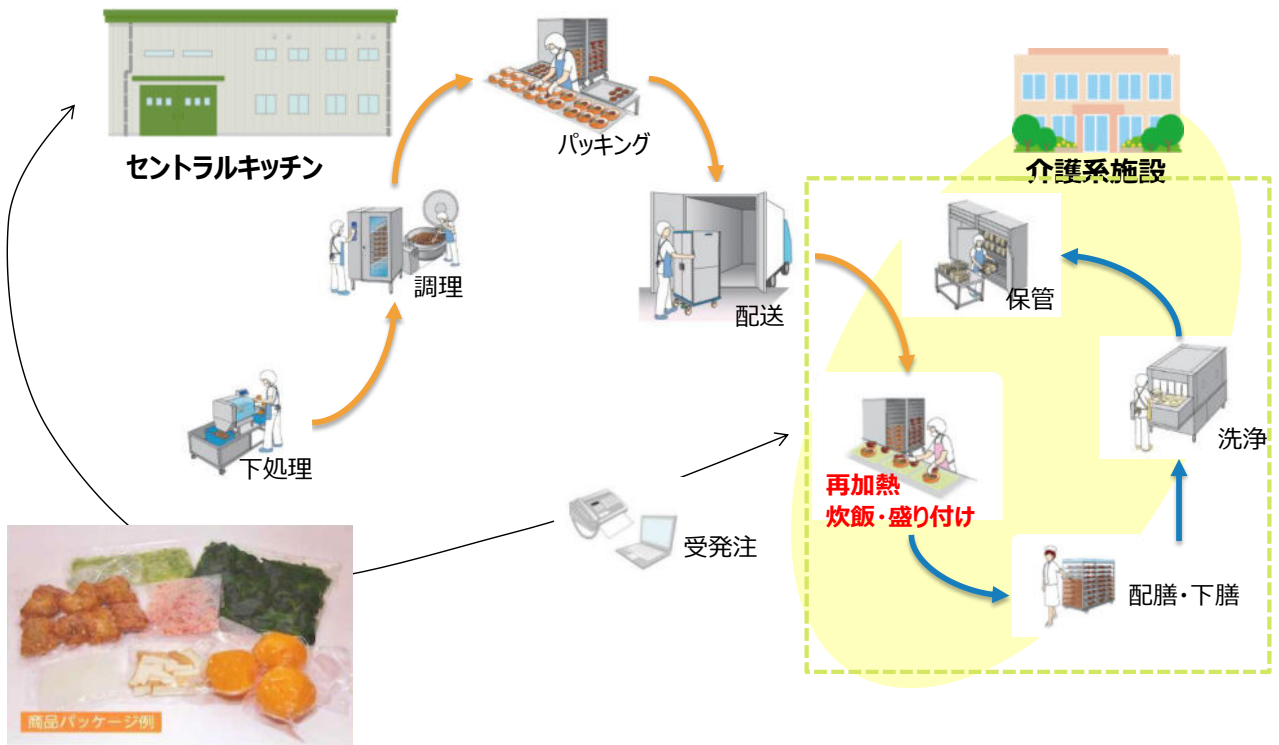 セントラルキッチン
パッキング
介護系施設
調理
配送
保管
下処理
洗浄
再加熱
炊飯・盛り付け
受発注
配膳・下膳
商品パッケージ例